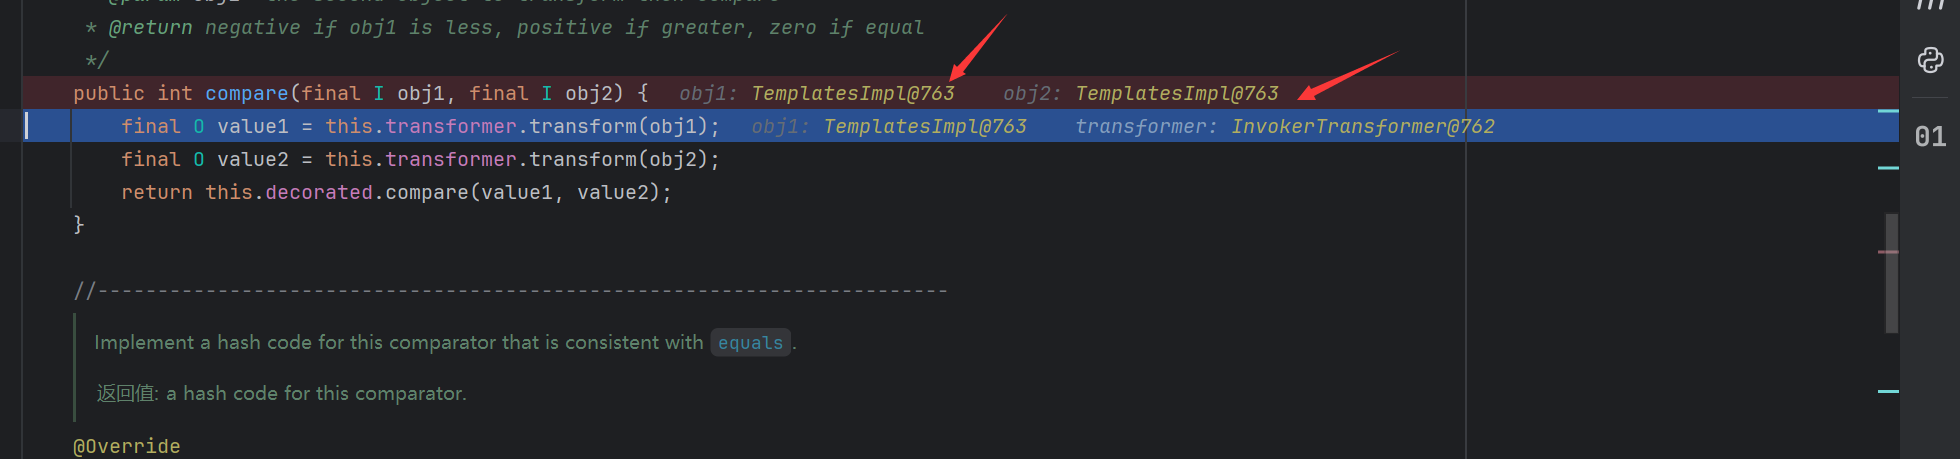 * @return negative if obj1 is less, positive if greater, zero if equal
*/
public int compare(final I obj1, final I obj2) { obj1: TemplatesImpl@763 obj2: TemplatesImpl@763
final O value1 = this.transformer.transform(obj1); obj1: TemplatesImpl@763 transformer: InvokerTransformer@762
final O value2 = this.transformer.transform(obj2);
return this.decorated.compare(value1, value2);
}
//-----------------------------------------------------------------------
Implement a hash code for this comparator that is consistent with equals.
返回值: a hash code for this comparator.
@Override
01